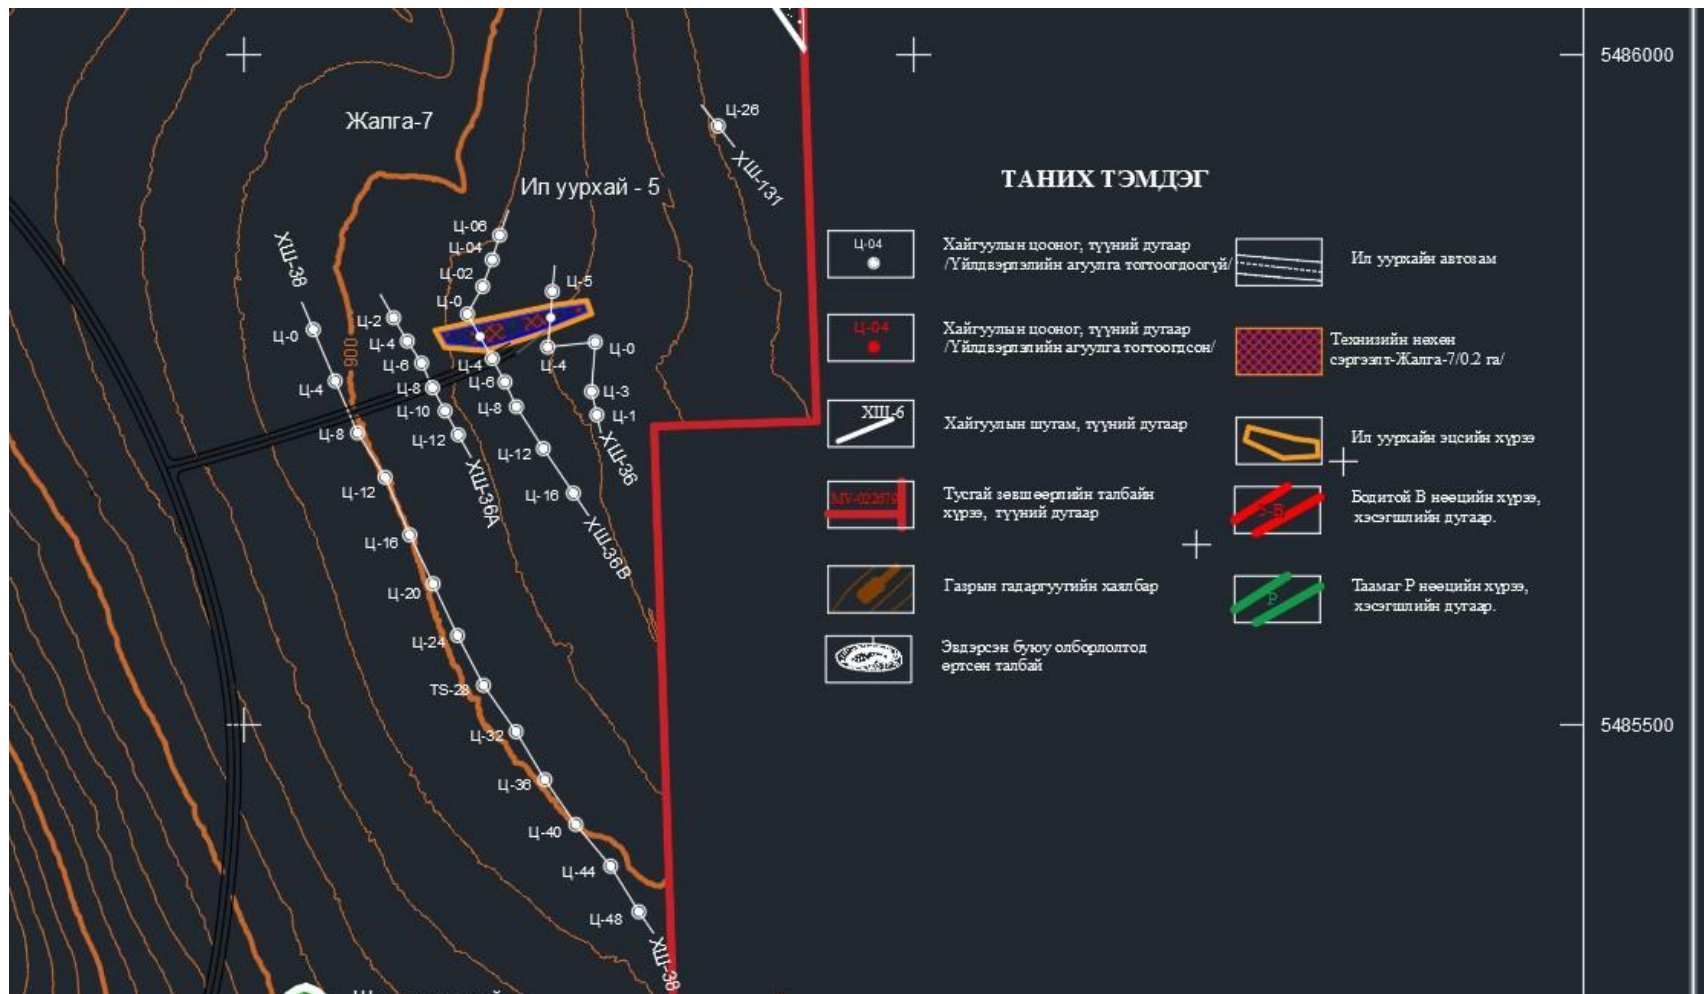 5486000
Ц-26
Жалга-7
ХШ-131
ТАНИХ ТЭМДЭГ
Ил уурхай - 5
Ц-06
Ц-04
Ц-02
Ц-0
Ц-5
ХШ-38
Ц-0
Ц-2
Ц-4
Ц-6
Ц-8
Ц-10
Ц-12
900
Ц-4
Ц-6
Ц-8
Ц-12
Ц-16
Ц-4
Ц-0
Ц-3
Ц-1
ХШ-36
ХШ-36А
ХШ-36В
Ц-4
Ц-8
Ц-12
Ц-16
Ц-20
Ц-24
TS-28
Ц-32
Ц-36
Ц-40
Ц-44
Ц-48
ХШ-38
Ц-04
Хайгуулын цооног, түүний дугаар
/Үйлдвэрлэлийн агуулга тогтоогдоогүй/
Ц-04
Хайгуулын цооног, түүний дугаар
/Үйлдвэрлэлийн агуулга тогтоогдсон/
ХШ-6
Хайгуулын шугам, түүний дугаар
MV-022679
Тусгай зөвшөөрлийн талбайн
хүрээ, түүний дугаар
Газрын гадаргуугийн хаялбар
Эвдэрсэн буюу олборлолтод
өртсөн талбай
Ил уурхайн автозам
Технизийн нөхөн
сэргээлт-Жалга-7/0.2 га/
Ил уурхайн эцсийн хүрээ
5-B
Бодитой В нөөцийн хүрээ,
хэсэгшлийн дугаар.
P
Таамаг Р нөөцийн хүрээ,
хэсэгшлийн дугаар.
5485500